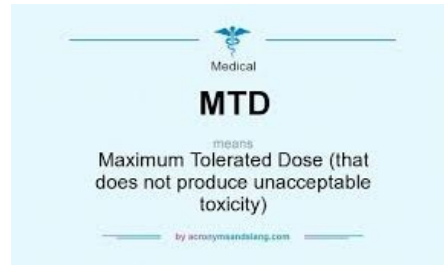 Medical
MTD
means
Maximum Tolerated Dose (that
does not produce unacceptable
toxicity)
by acronymsandslang.com